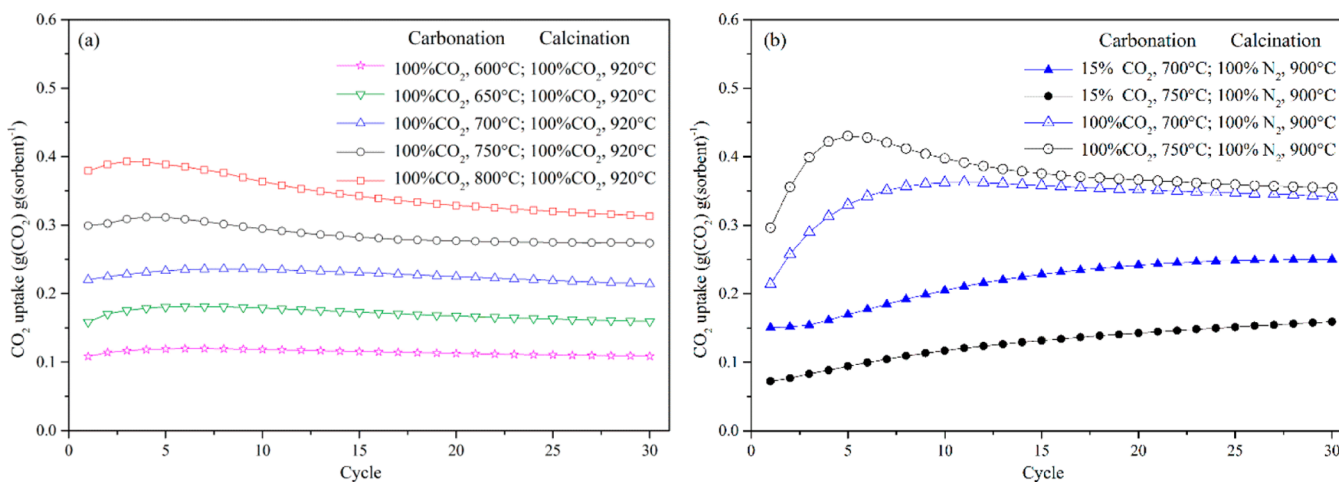 (a)
Carbonation Calcination
100%CO₂, 600°C; 100%CO₂, 920°C
100%CO₂, 650°C; 100%CO₂, 920°C
100%CO₂, 700°C; 100%CO₂, 920°C
100%CO₂, 750°C; 100%CO₂, 920°C
100%CO₂, 800°C; 100%CO₂, 920°C
CO₂ uptake (g(CO₂) g(sorbent)⁻¹)
0.6
0.5
0.4
0.3
0.2
0.1
0.0
0 5 10 15 20 25 30
Cycle
(b)
Carbonation Calcination
15% CO₂, 700°C; 100% N₂, 900°C
15% CO₂, 750°C; 100% N₂, 900°C
100%CO₂, 700°C; 100% N₂, 900°C
100%CO₂, 750°C; 100% N₂, 900°C
CO₂ uptake (g(CO₂) g(sorbent)⁻¹)
0.6
0.5
0.4
0.3
0.2
0.1
0.0
0 5 10 15 20 25 30
Cycle